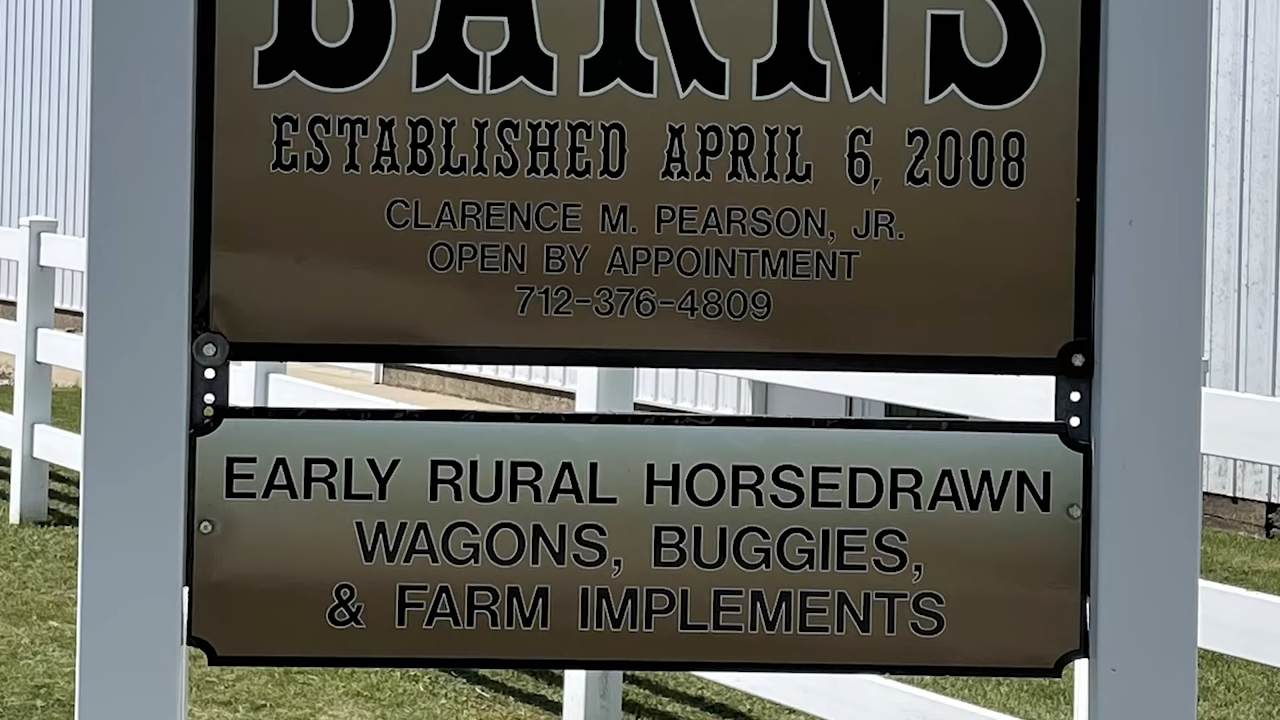 BARNS
ESTABLISHED APRIL 6, 2008
CLARENCE M. PEARSON, JR.
OPEN BY APPOINTMENT
712-376-4809
EARLY RURAL HORSEDRAWN
WAGONS, BUGGIES,
& FARM IMPLEMENTS